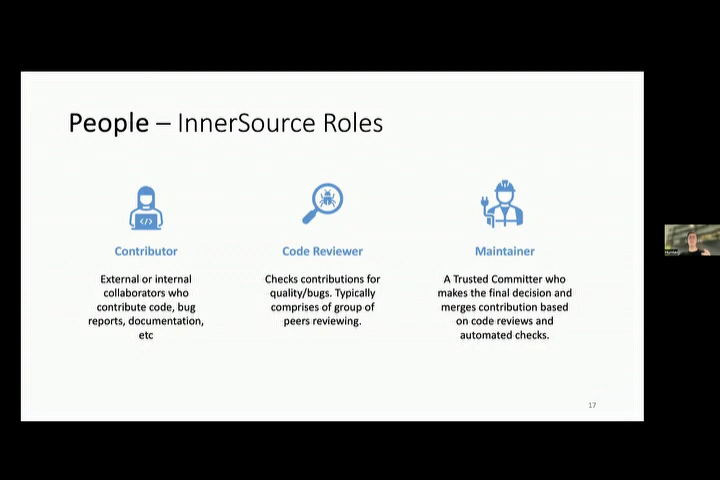 People – InnerSource Roles
Contributor
External or internal
collaborators who
contribute code, bug
reports, documentation,
etc
Code Reviewer
Checks contributions for
quality/bugs. Typically
comprises of group of
peers reviewing.
Maintainer
A Trusted Committer who
makes the final decision and
merges contribution based
on code reviews and
automated checks.
17